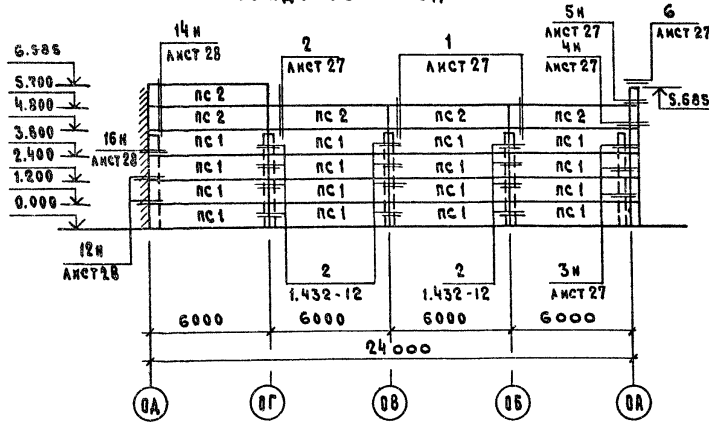 14н
ЛИСТ 28
2
ЛИСТ 27
1
ЛИСТ 27
5н
ЛИСТ 27
4н
ЛИСТ 27
6
ЛИСТ 27
6.585
5.700
4.800
3.600
2.400
1.200
0.000
5.685
16н
ЛИСТ 28
ПС 2
ПС 2 ПС 2 ПС 2 ПС 2
ПС 1 ПС 1 ПС 1 ПС 1
ПС 1 ПС 1 ПС 1 ПС 1
ПС 1 ПС 1 ПС 1 ПС 1
ПС 1 ПС 1 ПС 1 ПС 1
12н
ЛИСТ 28
2
1.432-12
2
1.432-12
3н
ЛИСТ 27
6000 6000 6000 6000
24000
0Д 0Г 0В 0Б 0А